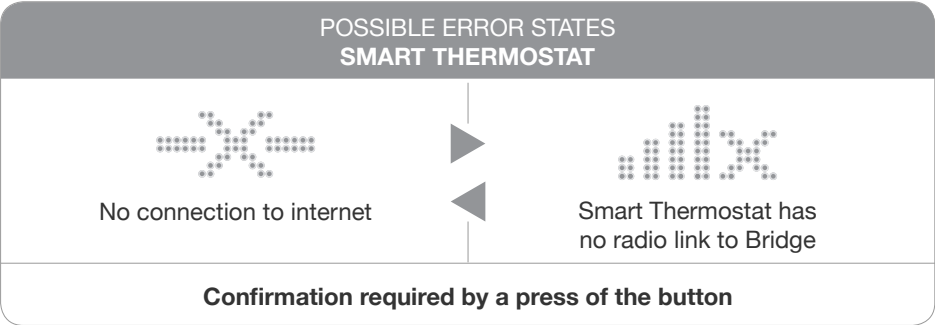 POSSIBLE ERROR STATES
SMART THERMOSTAT
No connection to internet
Smart Thermostat has
no radio link to Bridge
Confirmation required by a press of the button